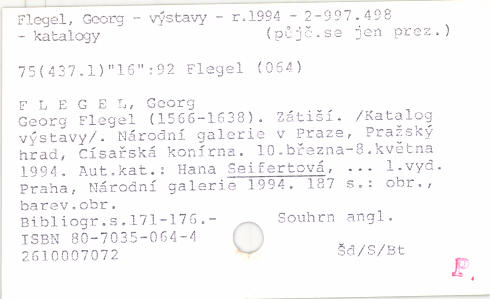 Flegel, Georg - výstavy - r.1994 - 2-997.498
- katalogy (půjč.se jen prez.)
75(437.1)"16":92 Flegel (064)
F L E G E L, Georg
Georg Flegel (1566-1638). Zátiší. /Katalog
výstavy/. Národní galerie v Praze, Pražský
hrad, Císařská konírna. 10.března-8.května
1994. Aut.kat.: Hana Seifertová, ... 1.vyd.
Praha, Národní galerie 1994. 187 s.: obr.,
barev.obr.
Bibliogr.s.171-176.- Souhrn angl.
ISBN 80-7035-064-4
2610007072 Šd/S/Bt
P.